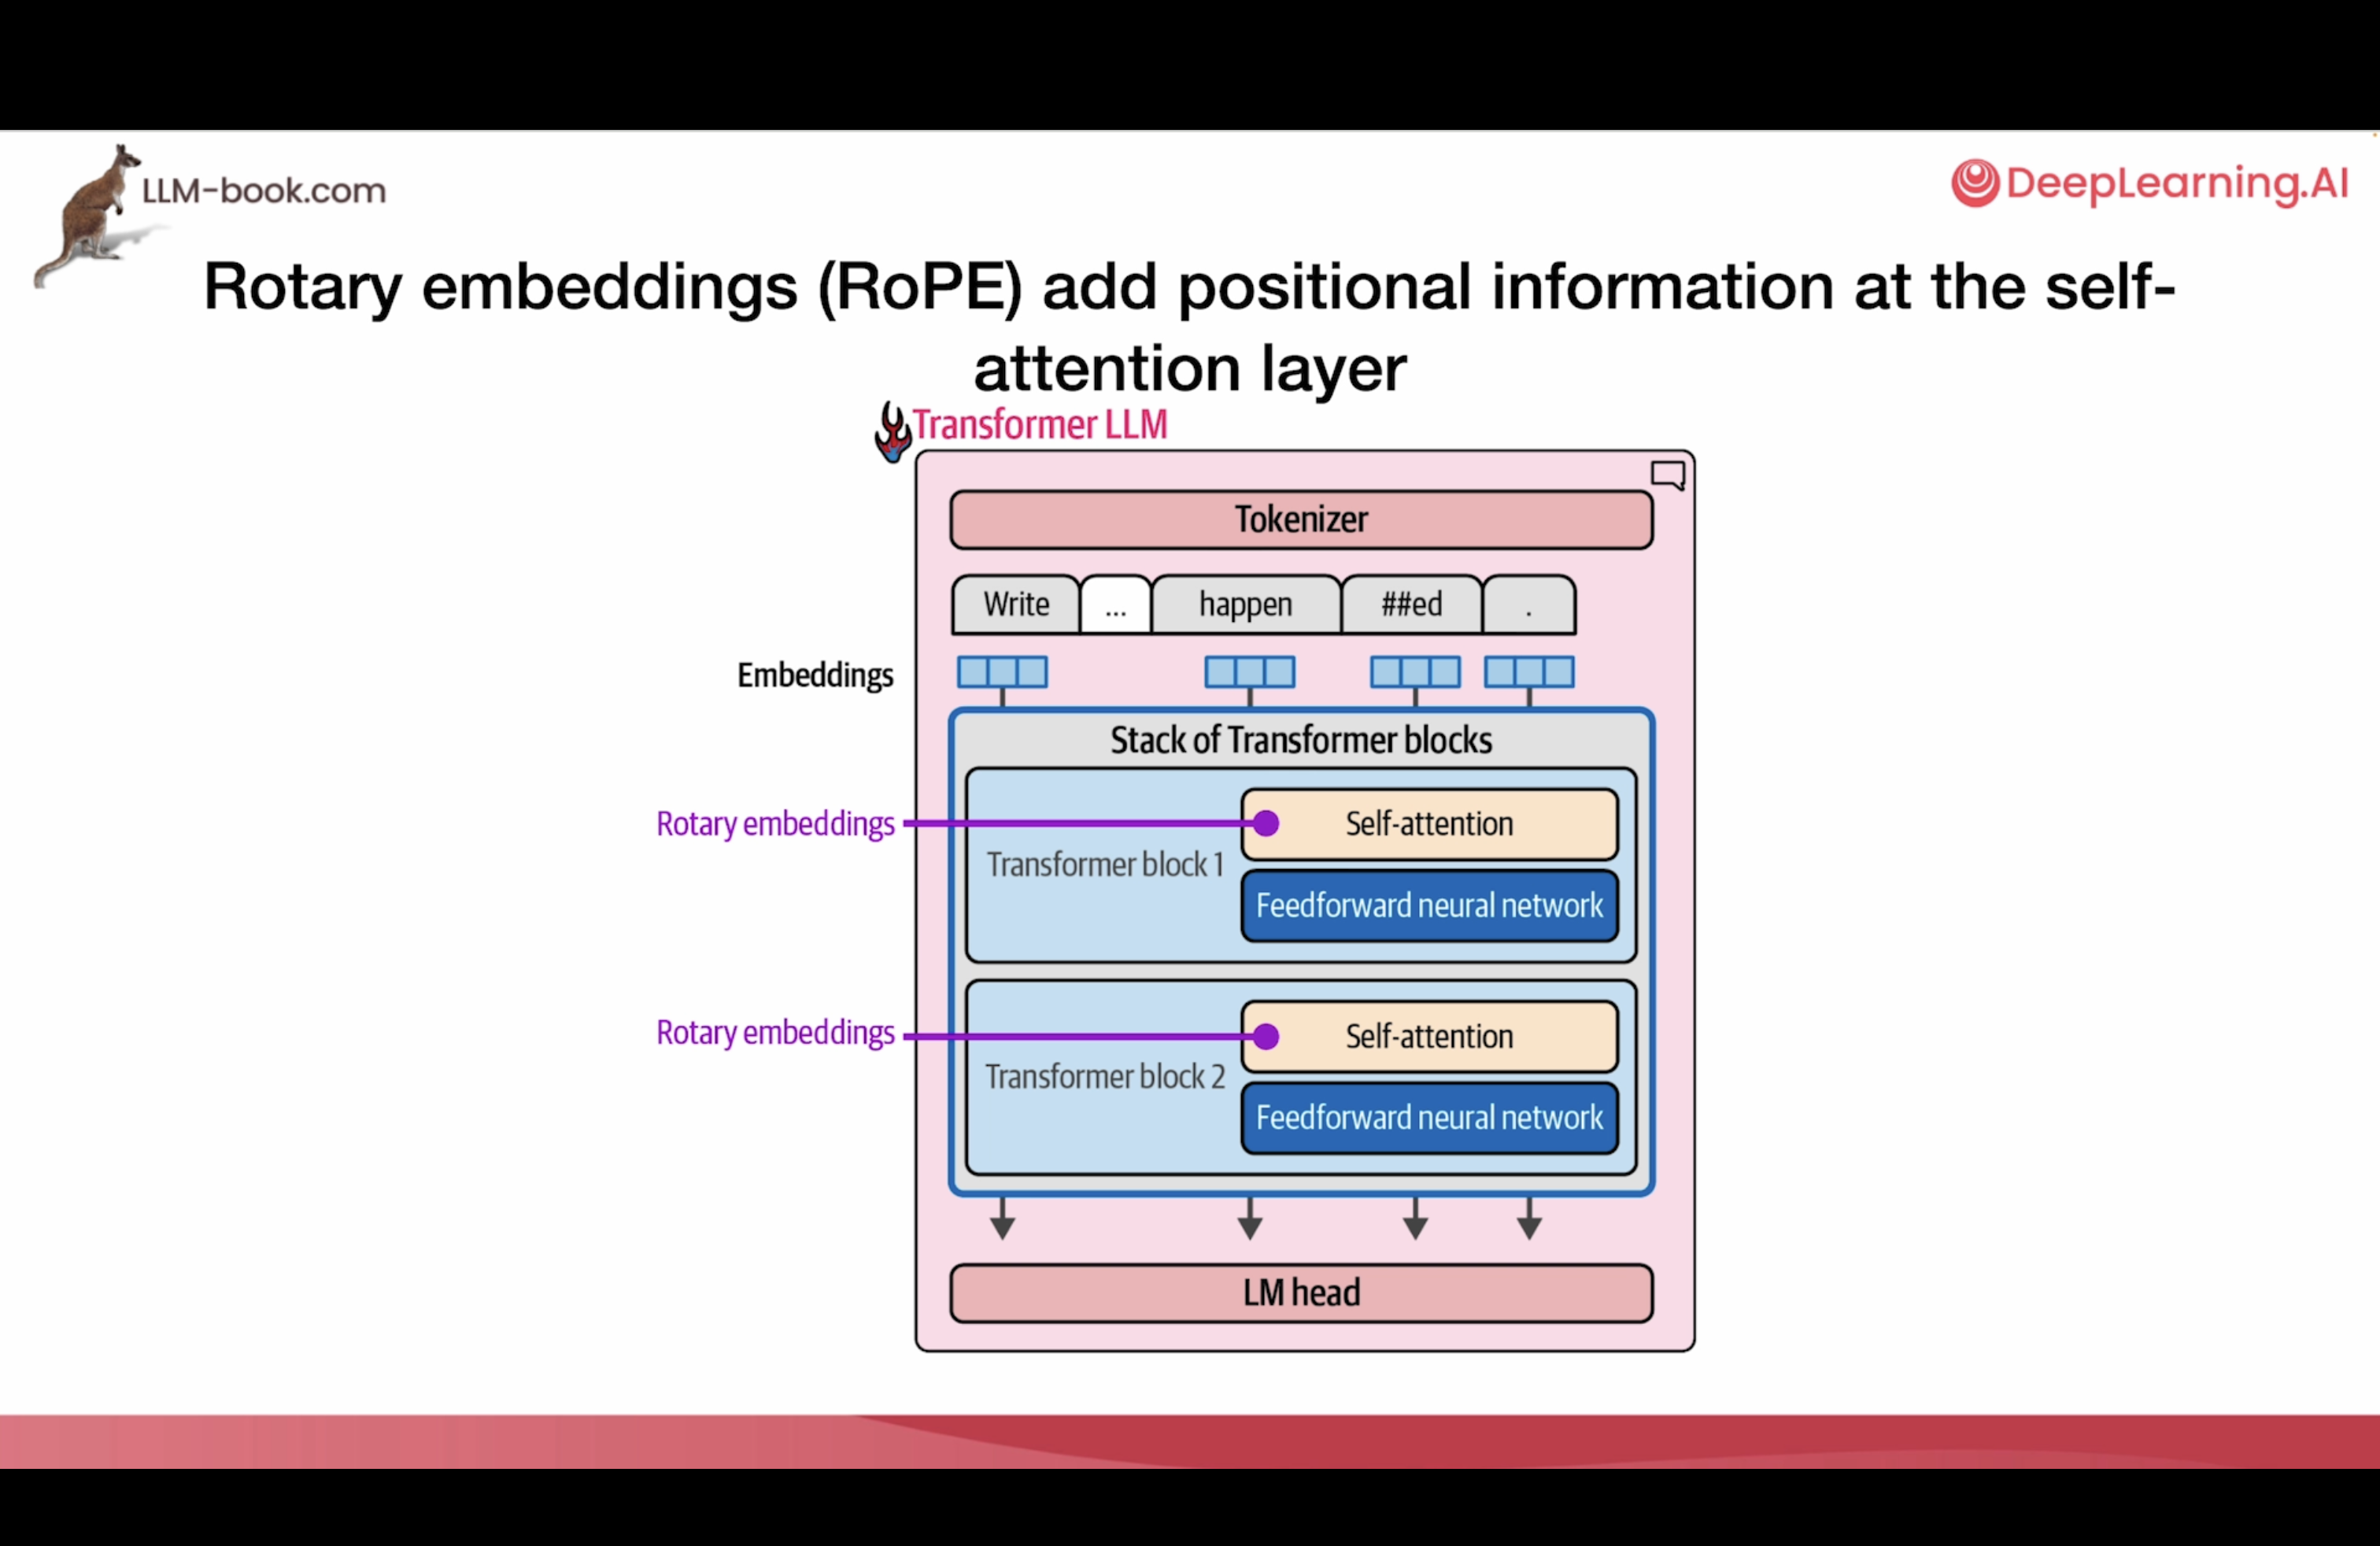 LLM-book.com
DeepLearning.AI
Rotary embeddings (RoPE) add positional information at the self-
attention layer
Transformer LLM
Tokenizer
Write ... happen ##ed .
Embeddings
Stack of Transformer blocks
Rotary embeddings
Self-attention
Transformer block 1
Feedforward neural network
Rotary embeddings
Self-attention
Transformer block 2
Feedforward neural network
LM head